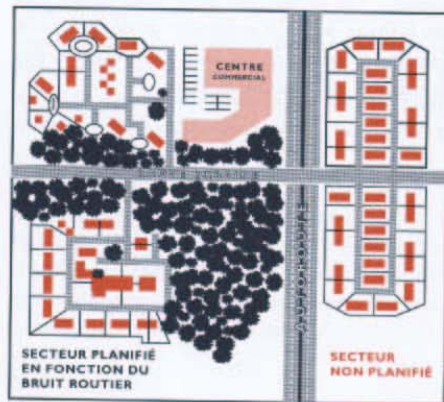 CENTRE
COMMERCIAL
AUTOROUTE
SECTEUR PLANIFIÉ
EN FONCTION DU
BRUIT ROUTIER
SECTEUR
NON PLANIFIÉ